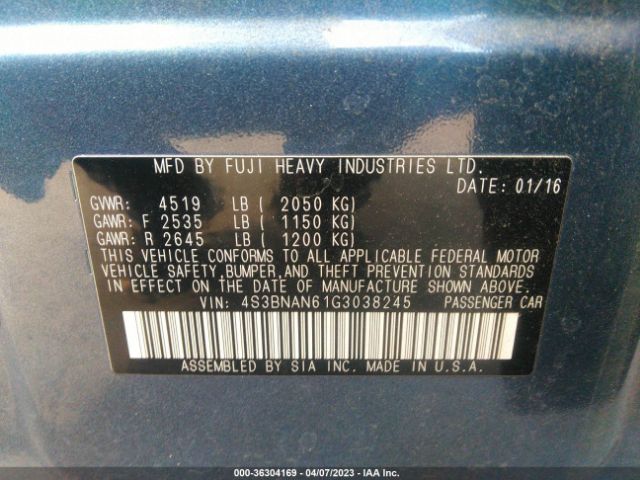 MFD BY FUJI HEAVY INDUSTRIES LTD.
DATE: 01/16
GVWR: 4519 LB ( 2050 KG)
GAWR: F 2535 LB ( 1150 KG)
GAWR: R 2645 LB ( 1200 KG)
THIS VEHICLE CONFORMS TO ALL APPLICABLE FEDERAL MOTOR
VEHICLE SAFETY, BUMPER, AND THEFT PREVENTION STANDARDS
IN EFFECT ON THE DATE OF MANUFACTURE SHOWN ABOVE.
VIN: 4S3BNAN61G3038245 PASSENGER CAR
ASSEMBLED BY SIA INC. MADE IN U.S.A.
000-36304169 - 04/07/2023 - IAA Inc.